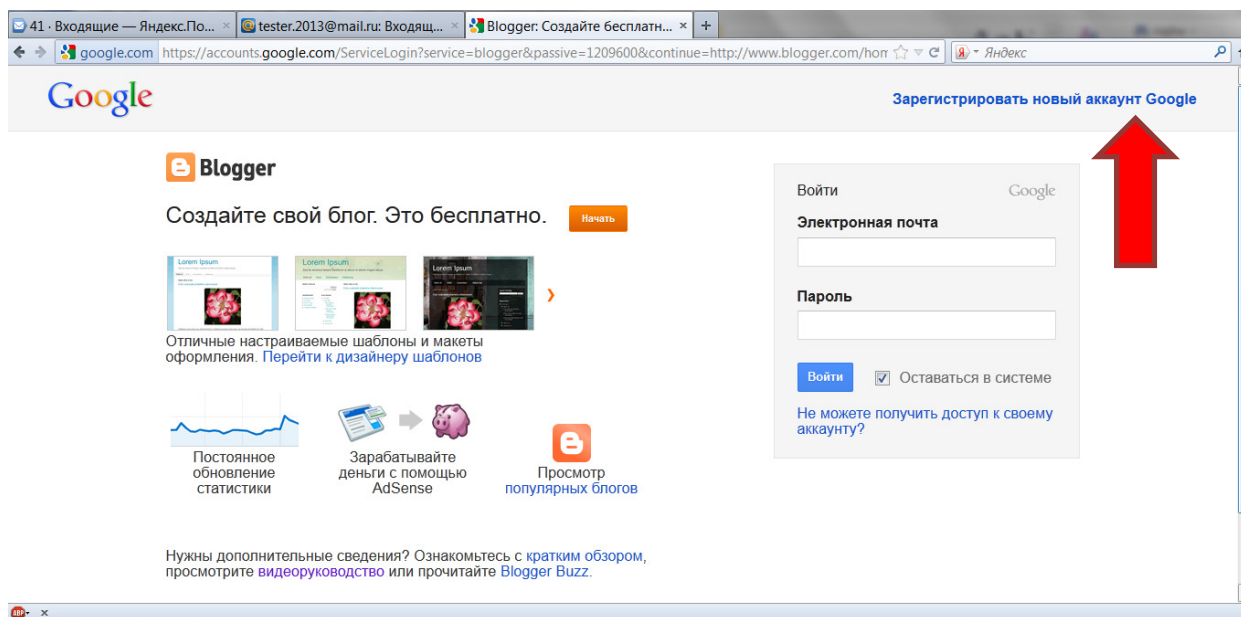 41 · Входящие — Яндекс.По... × tester.2013@mail.ru: Входящ... × Blogger: Создайте бесплатн... × +
google.com https://accounts.google.com/ServiceLogin?service=blogger&passive=1209600&continue=http://www.blogger.com/hom Яндекс
Google
Зарегистрировать новый аккаунт Google
Blogger
Создайте свой блог. Это бесплатно. Начать
Lorem Ipsum Lorem Ipsum Lorem Ipsum
Отличные настраиваемые шаблоны и макеты
оформления. Перейти к дизайнеру шаблонов
Постоянное
обновление
статистики
Зарабатывайте
деньги с помощью
AdSense
Просмотр
популярных блогов
Нужны дополнительные сведения? Ознакомьтесь с кратким обзором,
просмотрите видеоруководство или прочитайте Blogger Buzz.
Войти Google
Электронная почта
Пароль
Войти Оставаться в системе
Не можете получить доступ к своему
аккаунту?
ABP